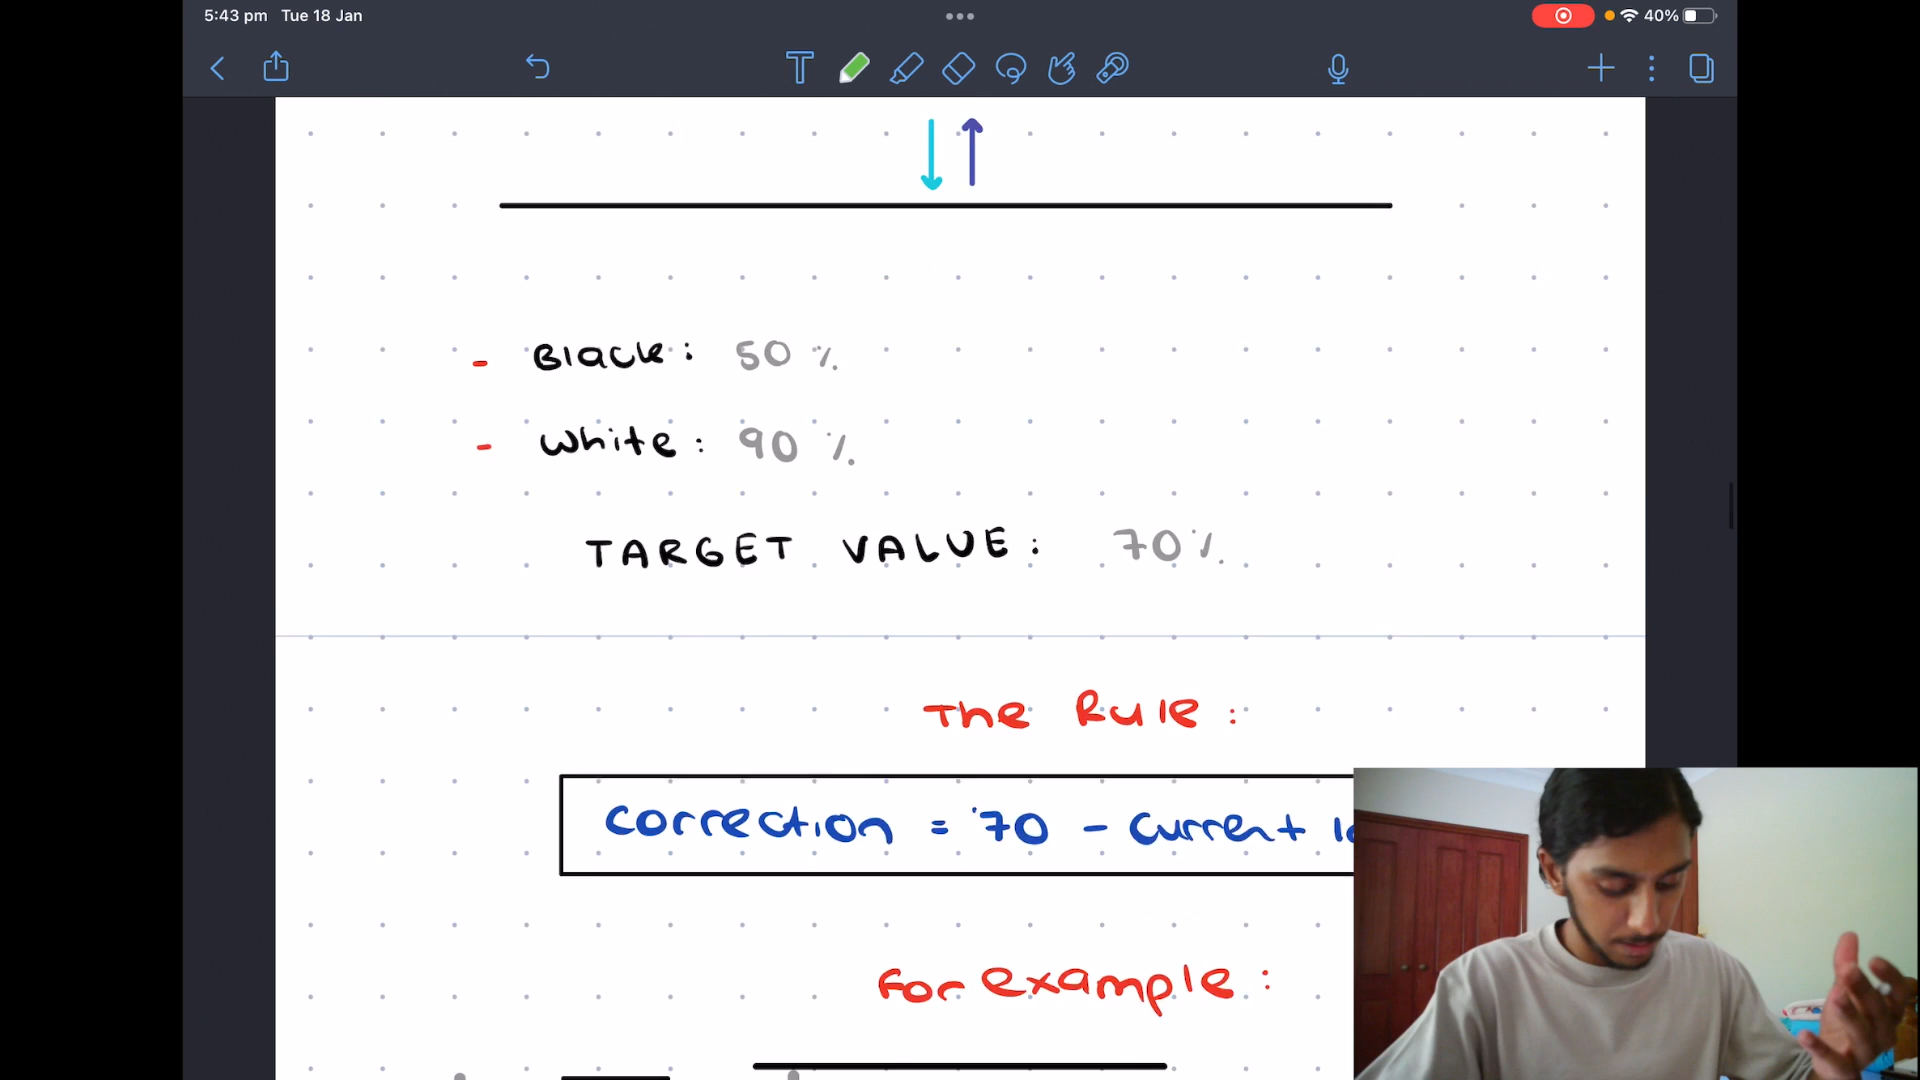 5:43 pm Tue 18 Jan
40%
- Black: 50 %
- White: 90 %
TARGET VALUE: 70%
The Rule:
Correction = 70 - Current
For example: